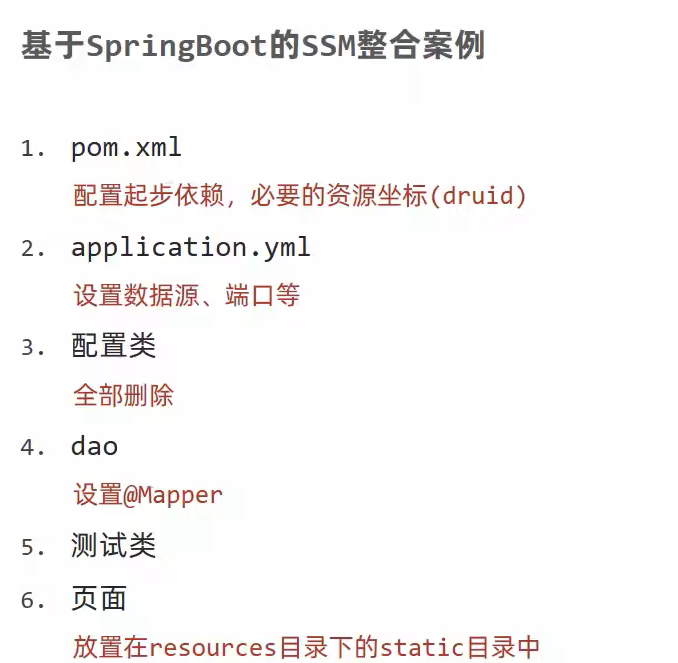 基于SpringBoot的SSM整合案例
1. pom.xml
配置起步依赖，必要的资源坐标(druid)
2. application.yml
设置数据源、端口等
3. 配置类
全部删除
4. dao
设置@Mapper
5. 测试类
6. 页面
放置在resources目录下的static目录中